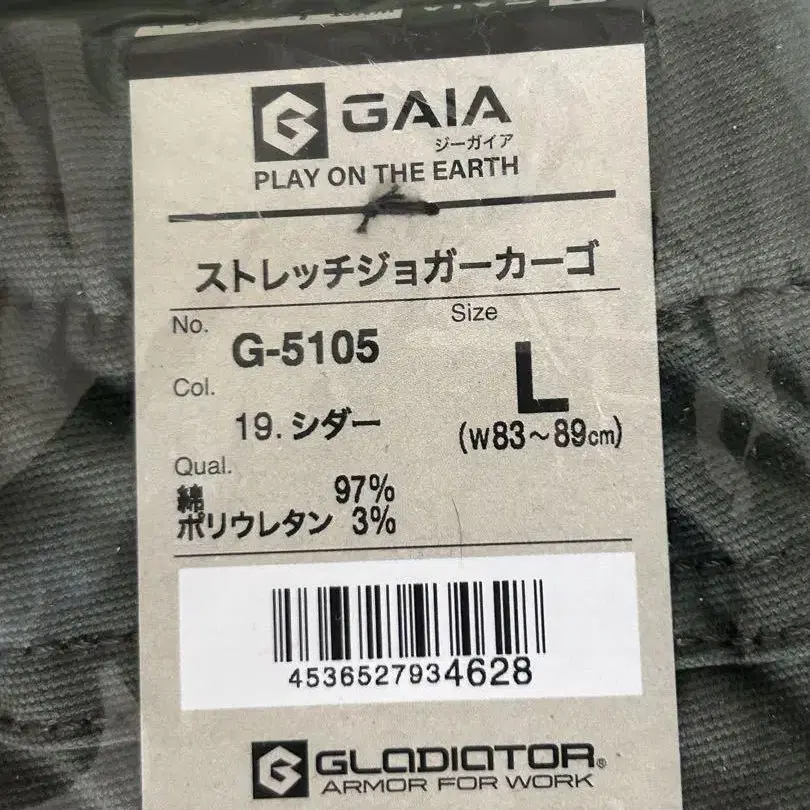 GAIA
ジーガイア
PLAY ON THE EARTH
ストレッチジョガーカーゴ
No.
G-5105
Size
L
(W83～89cm)
Col.
19. シダー
Qual.
綿 97%
ポリウレタン 3%
4536527934628
GLADIATOR®
ARMOR FOR WORK